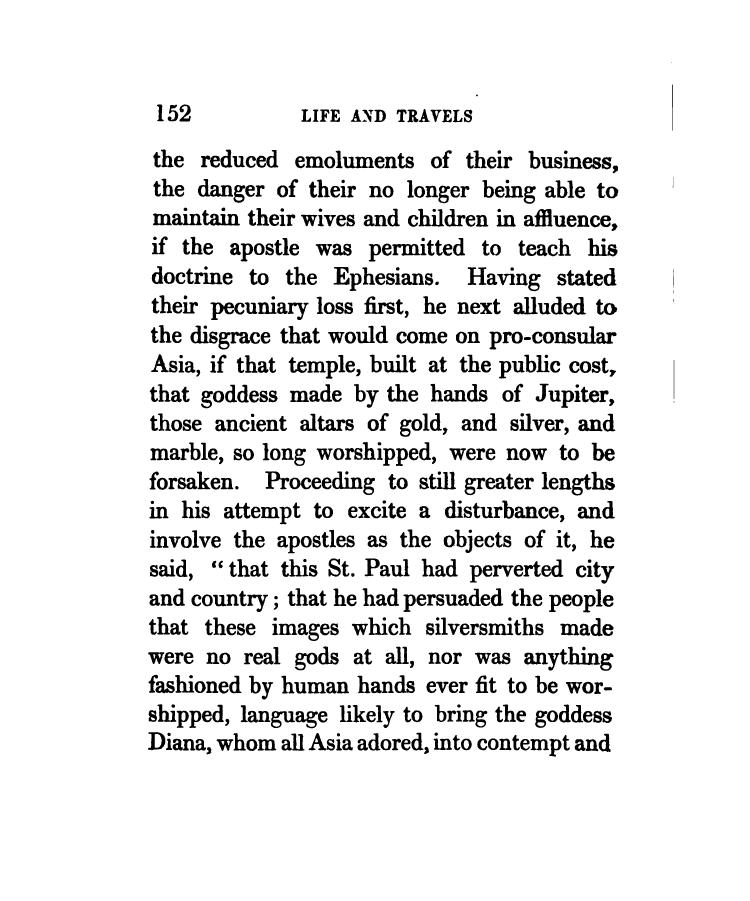 152 LIFE AND TRAVELS
the reduced emoluments of their business,
the danger of their no longer being able to
maintain their wives and children in affluence,
if the apostle was permitted to teach his
doctrine to the Ephesians. Having stated
their pecuniary loss first, he next alluded to
the disgrace that would come on pro-consular
Asia, if that temple, built at the public cost,
that goddess made by the hands of Jupiter,
those ancient altars of gold, and silver, and
marble, so long worshipped, were now to be
forsaken. Proceeding to still greater lengths
in his attempt to excite a disturbance, and
involve the apostles as the objects of it, he
said, “that this St. Paul had perverted city
and country; that he had persuaded the people
that these images which silversmiths made
were no real gods at all, nor was anything
fashioned by human hands ever fit to be wor-
shipped, language likely to bring the goddess
Diana, whom all Asia adored, into contempt and